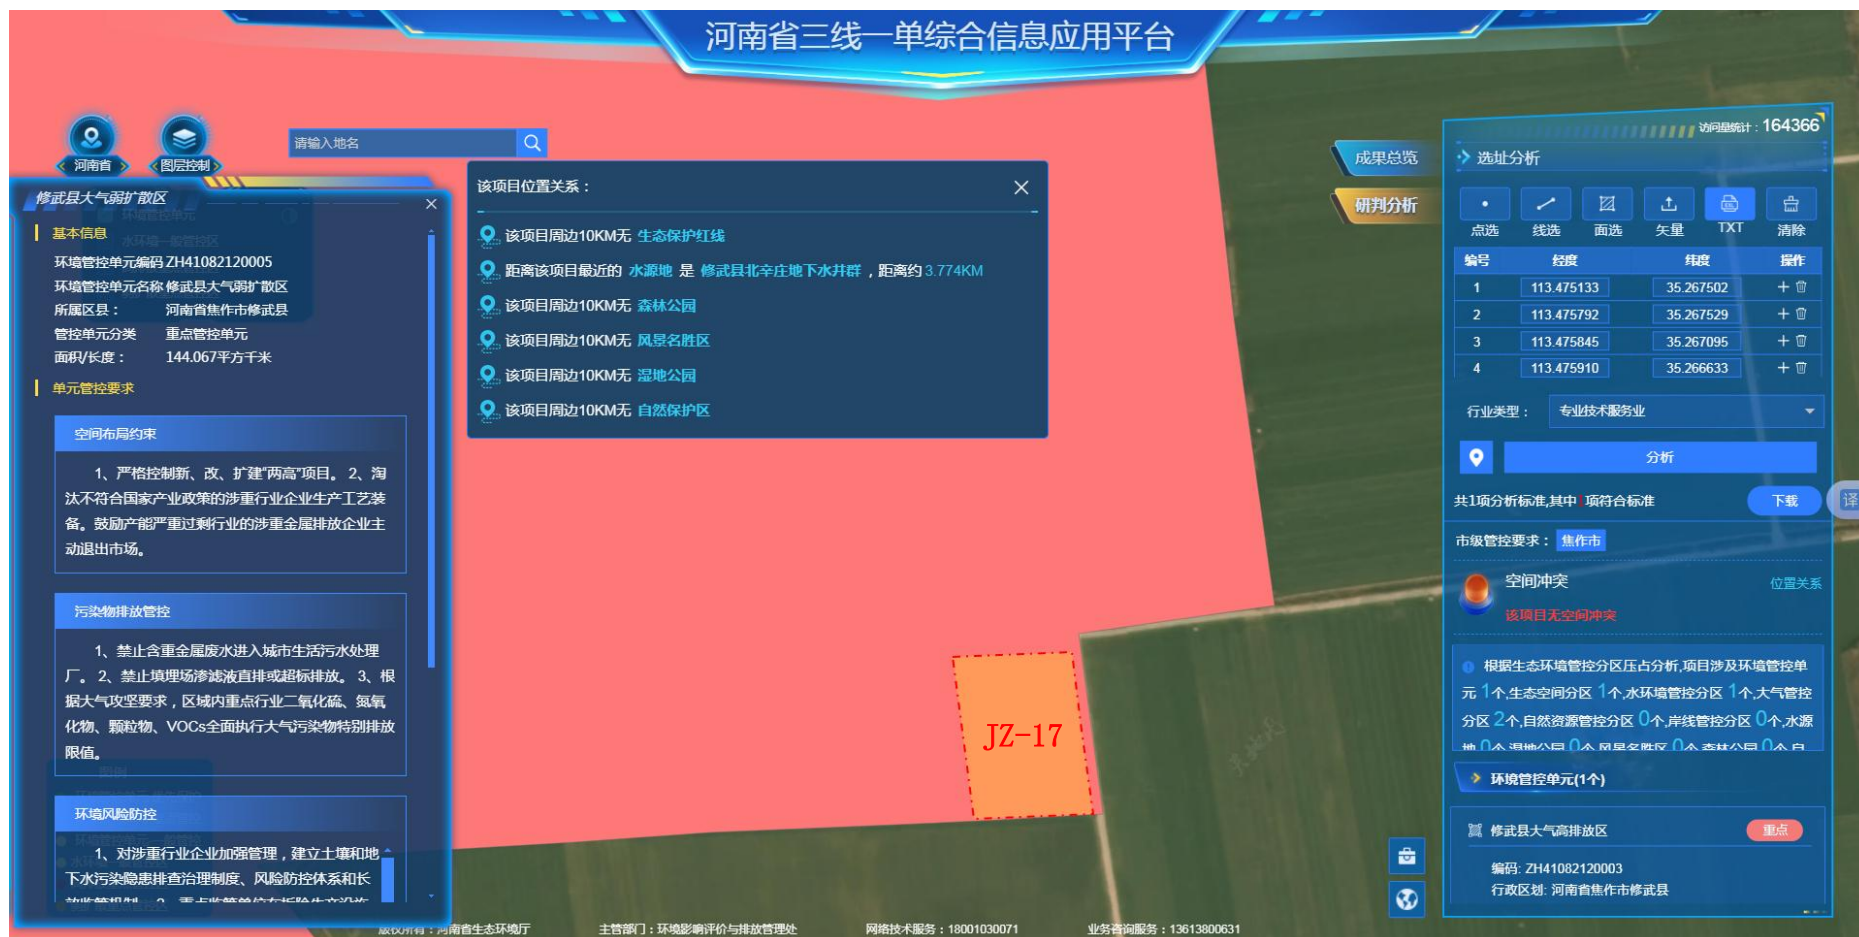 河南省三线一单综合信息应用平台
河南省
图层控制
请输入地名
修武县大气弱扩散区
基本信息
环境管控单元编码 ZH41082120005
环境管控单元名称 修武县大气弱扩散区
所属区县： 河南省焦作市修武县
管控单元分类 重点管控单元
面积/长度： 144.067平方千米
单元管控要求
空间布局约束
1、严格控制新、改、扩建“两高”项目。 2、淘
汰不符合国家产业政策的涉重行业企业生产工艺装
备。鼓励产能严重过剩行业的涉重金属排放企业主
动退出市场。
污染物排放管控
1、禁止含重金属废水进入城市生活污水处理
厂。 2、禁止填埋场渗滤液直排或超标排放。 3、根
据大气攻坚要求，区域内重点行业二氧化硫、氮氧
化物、颗粒物、VOCs全面执行大气污染物特别排放
限值。
环境风险防控
1、对涉重行业企业加强管理，建立土壤和地
下水污染隐患排查治理制度、风险防控体系和长
该项目位置关系：
该项目周边10KM无 生态保护红线
距离该项目最近的 水源地 是 修武县北辛庄地下水井群 ，距离约3.774KM
该项目周边10KM无 森林公园
该项目周边10KM无 风景名胜区
该项目周边10KM无 湿地公园
该项目周边10KM无 自然保护区
JZ-17
成果总览
研判分析
访问量统计：164366
选址分析
点选 线选 面选 矢量 TXT 清除
编号 经度 纬度 操作
1 113.475133 35.267502
2 113.475792 35.267529
3 113.475845 35.267095
4 113.475910 35.266633
行业类型： 专业技术服务业
分析
共1项分析标准,其中1项符合标准 下载
译
市级管控要求： 焦作市
空间冲突 位置关系
该项目无空间冲突
根据生态环境管控分区压占分析,项目涉及环境管控单
元 1个,生态空间分区 1个,水环境管控分区 1个,大气管控
分区 2个,自然资源管控分区 0个,岸线管控分区 0个,水源
地 0个,湿地公园 0个,风景名胜区 0个,森林公园 0个,自
环境管控单元(1个)
修武县大气高排放区 重点
编码: ZH41082120003
行政区划: 河南省焦作市修武县
版权所有：河南省生态环境厅 主管部门：环境影响评价与排放管理处 网络技术服务：18001030071 业务咨询服务：13613800631